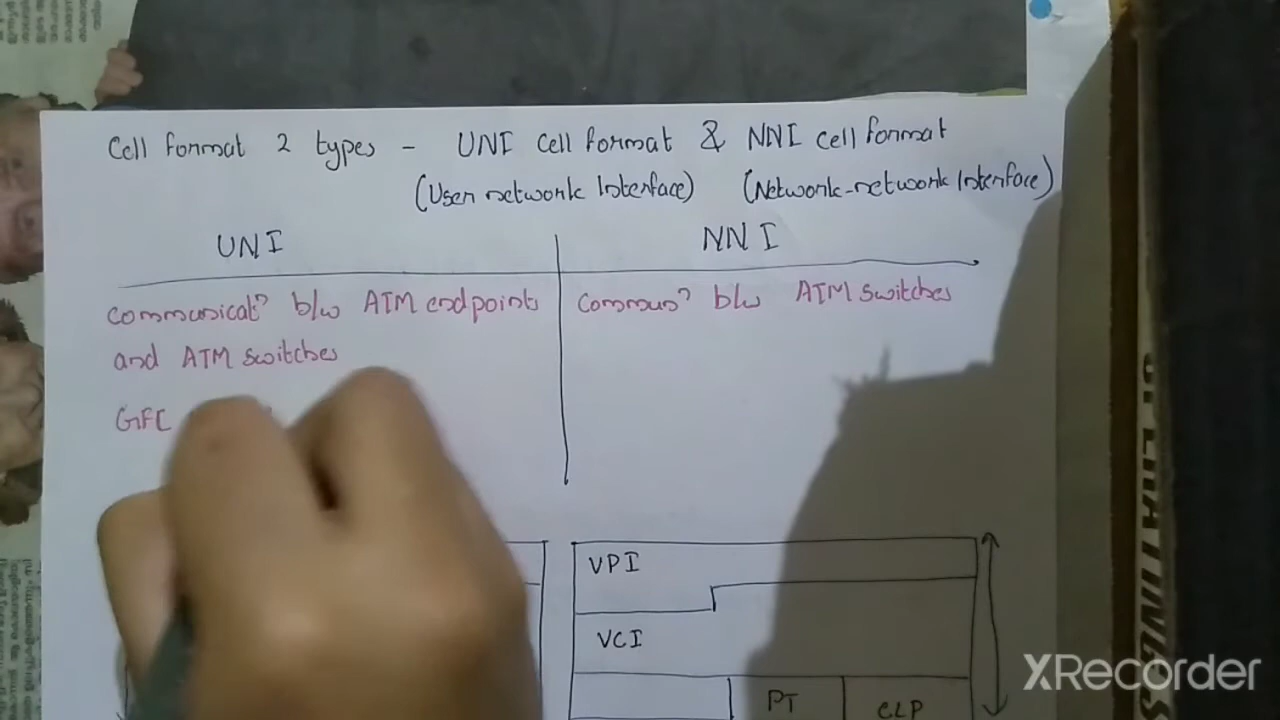 Cell format 2 types - UNI cell format & NNI cell format
(User network Interface) (Network-network Interface)
UNI
NNI
communicatn b/w ATM endpoints
and ATM switches
GFC
Commun b/w ATM switches
VPI
VCI
PT
CLP
XRecorder